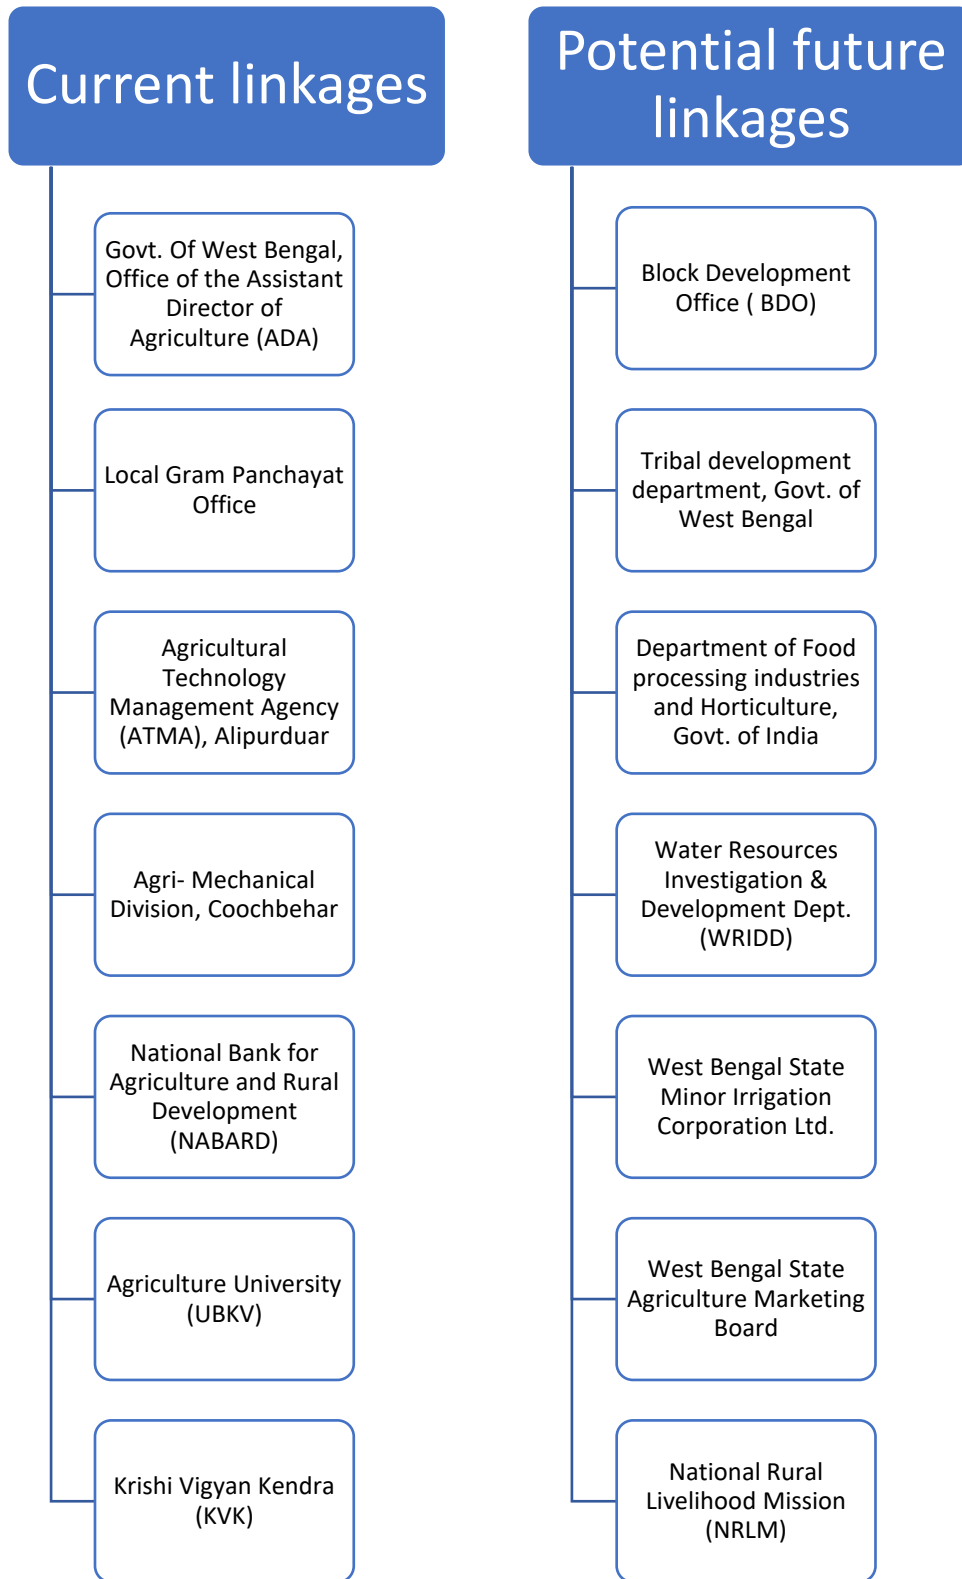 Current linkages
Govt. Of West Bengal,
Office of the Assistant
Director of
Agriculture (ADA)
Local Gram Panchayat
Office
Agricultural
Technology
Management Agency
(ATMA), Alipurduar
Agri- Mechanical
Division, Coochbehar
National Bank for
Agriculture and Rural
Development
(NABARD)
Agriculture University
(UBKV)
Krishi Vigyan Kendra
(KVK)
Potential future
linkages
Block Development
Office ( BDO)
Tribal development
department, Govt. of
West Bengal
Department of Food
processing industries
and Horticulture,
Govt. of India
Water Resources
Investigation &
Development Dept.
(WRIDD)
West Bengal State
Minor Irrigation
Corporation Ltd.
West Bengal State
Agriculture Marketing
Board
National Rural
Livelihood Mission
(NRLM)